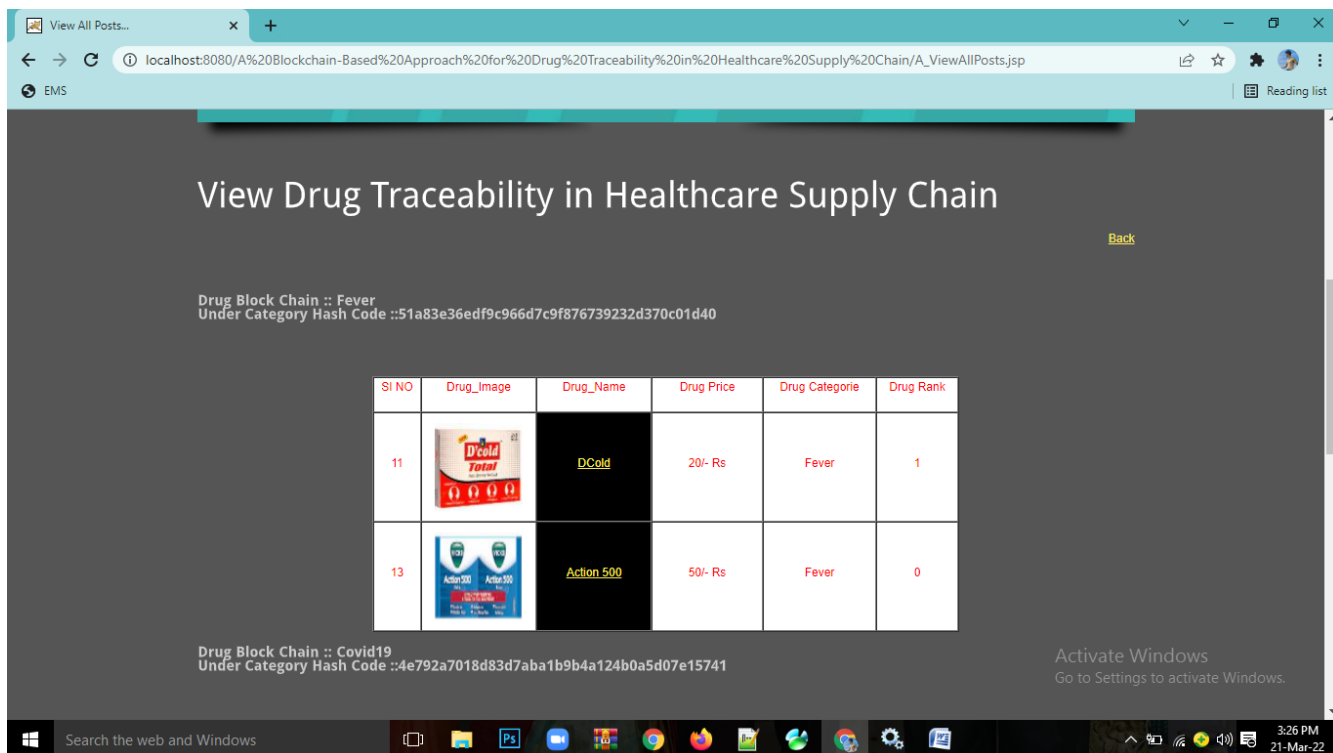 View All Posts...
localhost:8080/A%20Blockchain-Based%20Approach%20for%20Drug%20Traceability%20in%20Healthcare%20Supply%20Chain/A_ViewAllPosts.jsp
EMS
Reading list
View Drug Traceability in Healthcare Supply Chain
Back
Drug Block Chain :: Fever
Under Category Hash Code ::51a83e36edf9c966d7c9f876739232d370c01d40
SI NO Drug_Image Drug_Name Drug Price Drug Categorie Drug Rank
D'cold
Total
11 DCold 20/- Rs Fever 1
Action 500 Action 500
13 Action 500 50/- Rs Fever 0
Drug Block Chain :: Covid19
Under Category Hash Code ::4e792a7018d83d7aba1b9b4a124b0a5d07e15741
Activate Windows
Go to Settings to activate Windows.
Search the web and Windows
Ps
3:26 PM
21-Mar-22